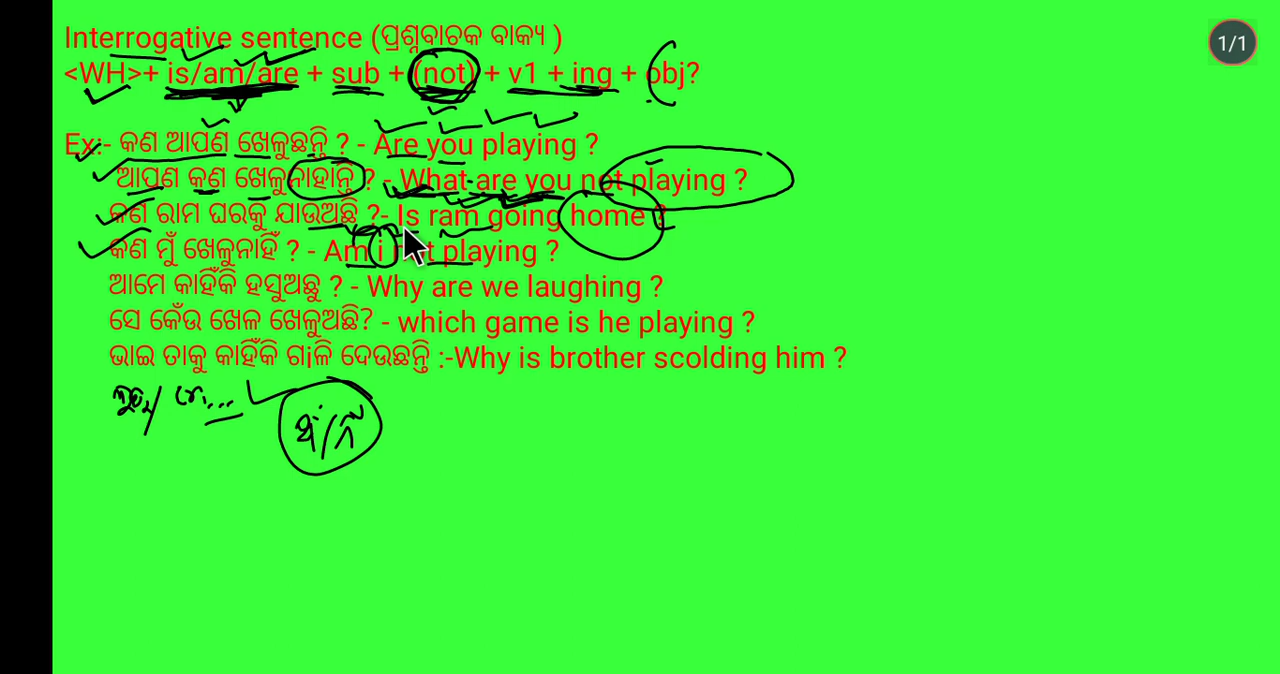 Interrogative sentence (ପ୍ରଶ୍ନବାଚକ ବାକ୍ୟ )
1/1
<WH>+ is/am/are + sub + (not) + v1 + ing + obj?
Ex:- କଣ ଆପଣ ଖେଳୁଛନ୍ତି ? - Are you playing ?
ଆପଣ କଣ ଖେଳୁନାହାନ୍ତି ? - What are you not playing ?
କଣ ରାମ ଘରକୁ ଯାଉଅଛି ?- Is ram going home ?
କଣ ମୁଁ ଖେଳୁନାହିଁ ? - Am i not playing ?
ଆମେ କାହିଁକି ହସୁଅଛୁ ? - Why are we laughing ?
ସେ କେଁଉ ଖେଳ ଖେଳୁଅଛି? - which game is he playing ?
ଭାଇ ତାକୁ କାହିଁକି ଗାଳି ଦେଉଛନ୍ତି :-Why is brother scolding him ?